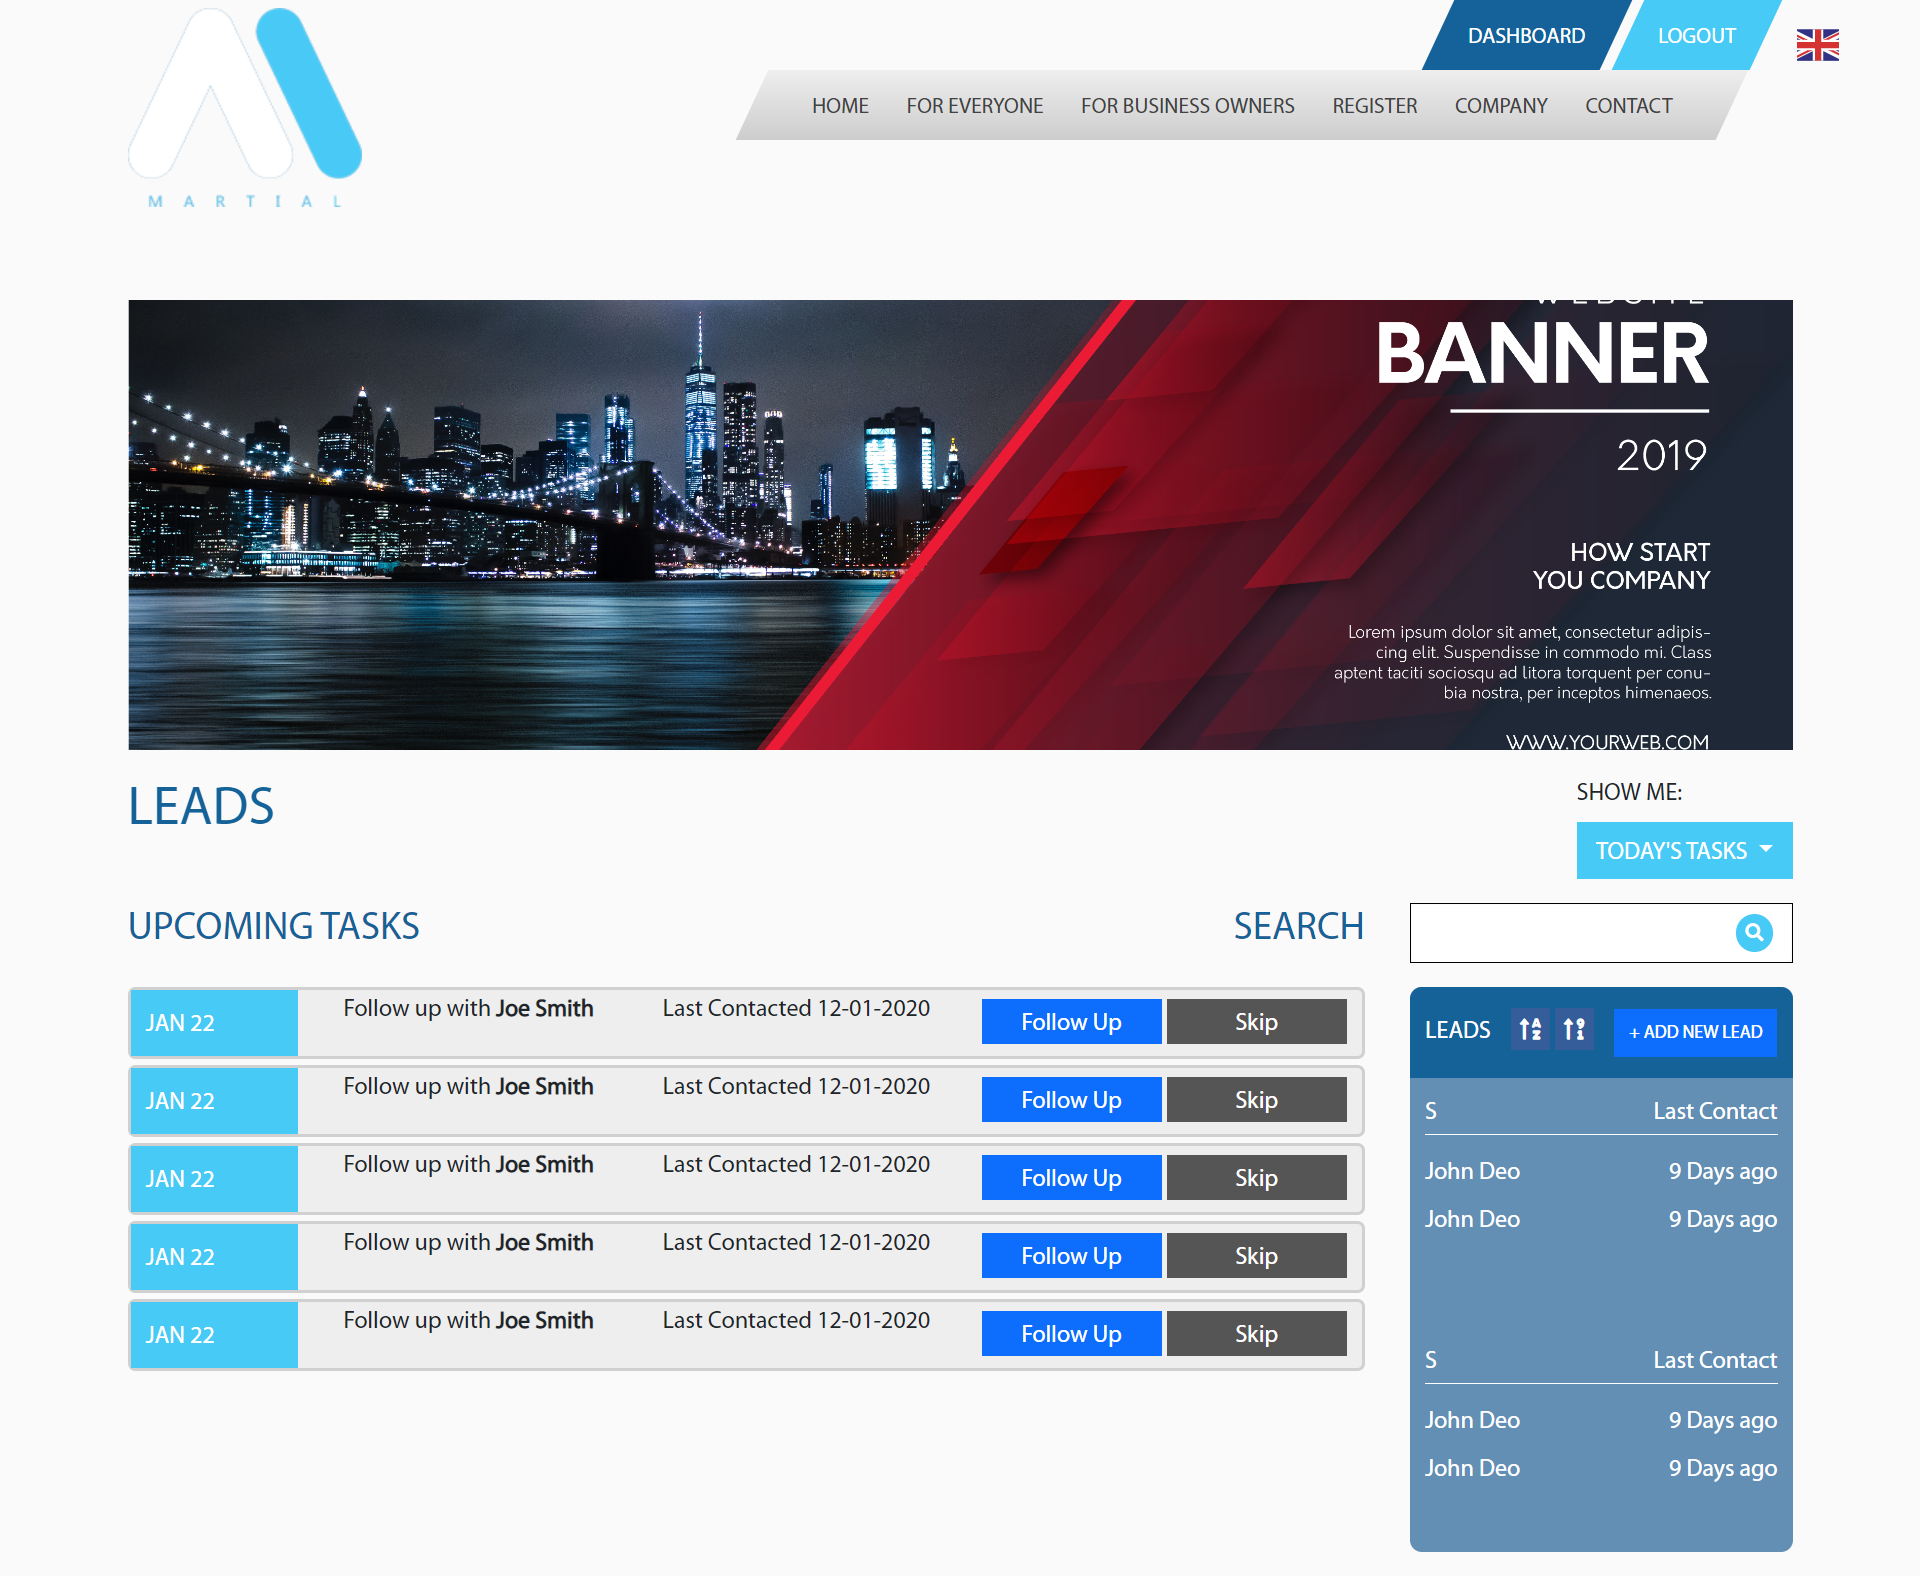 DASHBOARD
LOGOUT
HOME
FOR EVERYONE
FOR BUSINESS OWNERS
REGISTER
COMPANY
CONTACT
MARTIAL
WEBSITE
BANNER
2019
HOW START
YOU COMPANY
Lorem ipsum dolor sit amet, consectetur adipis-
cing elit. Suspendisse in commodo mi. Class
aptent taciti sociosqu ad litora torquent per conu-
bia nostra, per inceptos himenaeos.
WWW.YOURWEB.COM
LEADS
SHOW ME:
TODAY'S TASKS
UPCOMING TASKS
SEARCH
JAN 22 Follow up with Joe Smith Last Contacted 12-01-2020 Follow Up Skip
JAN 22 Follow up with Joe Smith Last Contacted 12-01-2020 Follow Up Skip
JAN 22 Follow up with Joe Smith Last Contacted 12-01-2020 Follow Up Skip
JAN 22 Follow up with Joe Smith Last Contacted 12-01-2020 Follow Up Skip
JAN 22 Follow up with Joe Smith Last Contacted 12-01-2020 Follow Up Skip
LEADS A Z 9 1 + ADD NEW LEAD
S Last Contact
John Deo 9 Days ago
John Deo 9 Days ago
S Last Contact
John Deo 9 Days ago
John Deo 9 Days ago